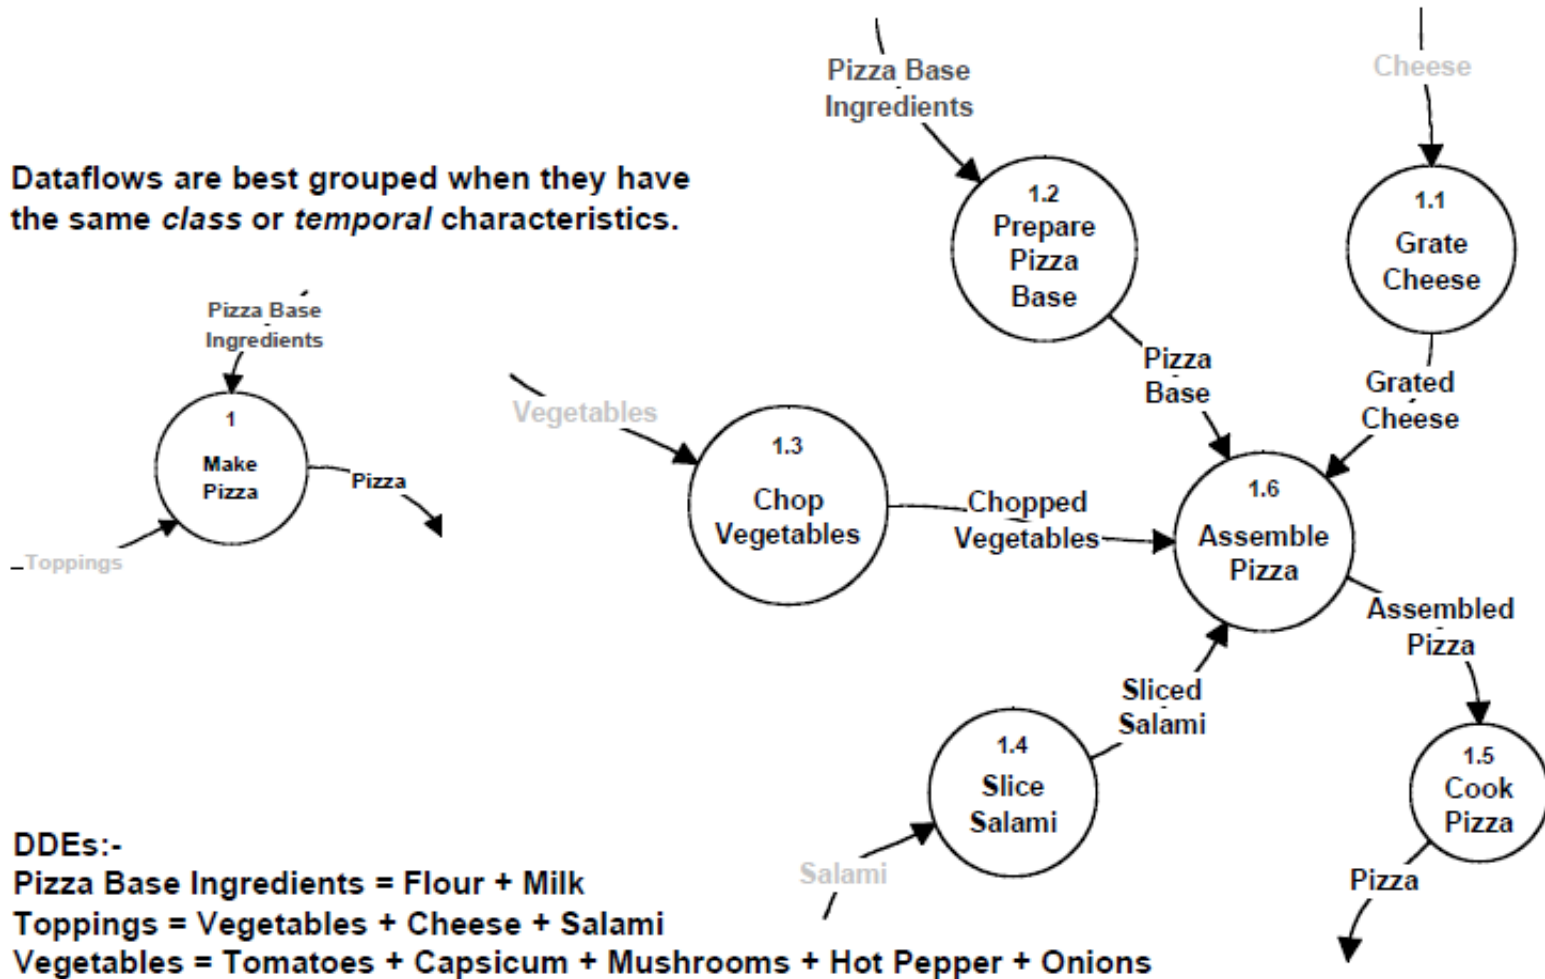 Pizza Base
Ingredients
Cheese
Dataflows are best grouped when they have
the same class or temporal characteristics.
1.2
Prepare
Pizza
Base
1.1
Grate
Cheese
Pizza Base
Ingredients
1
Make
Pizza
Pizza
_Toppings
Vegetables
1.3
Chop
Vegetables
Pizza
Base
Grated
Cheese
Chopped
Vegetables
1.6
Assemble
Pizza
Assembled
Pizza
Sliced
Salami
1.4
Slice
Salami
Salami
1.5
Cook
Pizza
Pizza
DDEs:-
Pizza Base Ingredients = Flour + Milk
Toppings = Vegetables + Cheese + Salami
Vegetables = Tomatoes + Capsicum + Mushrooms + Hot Pepper + Onions